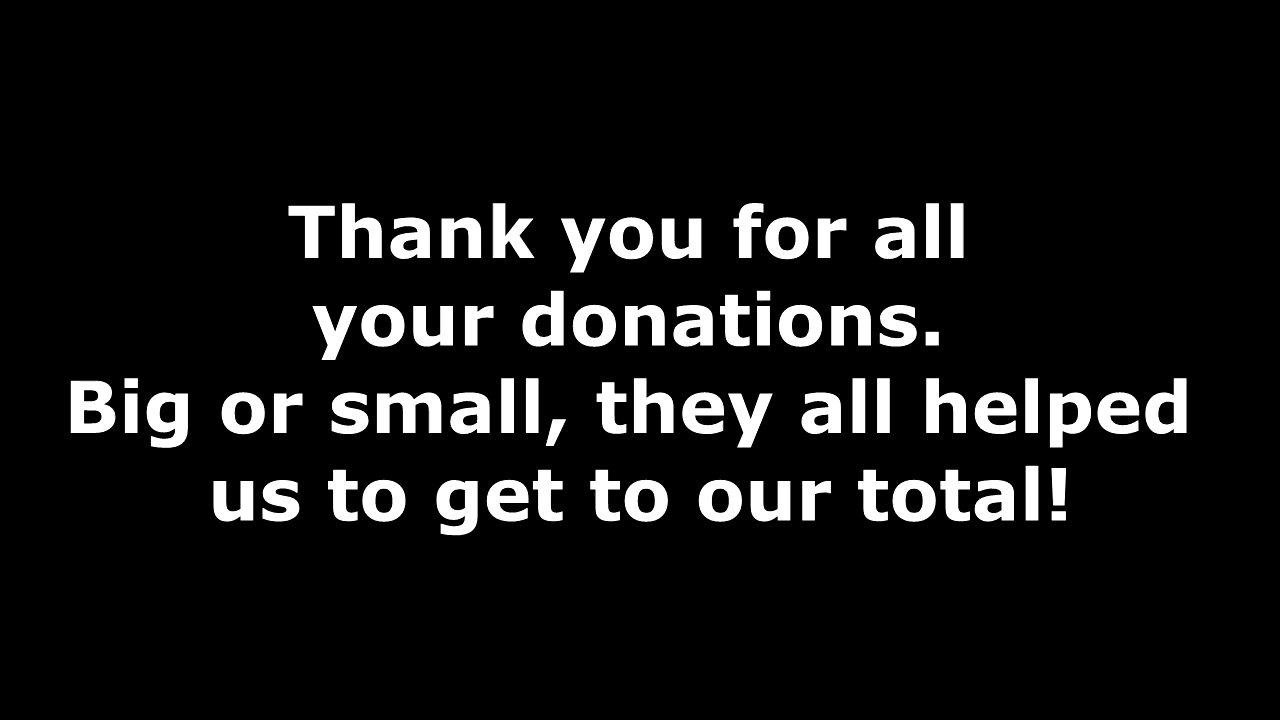 Thank you for all
your donations.
Big or small, they all helped
us to get to our total!